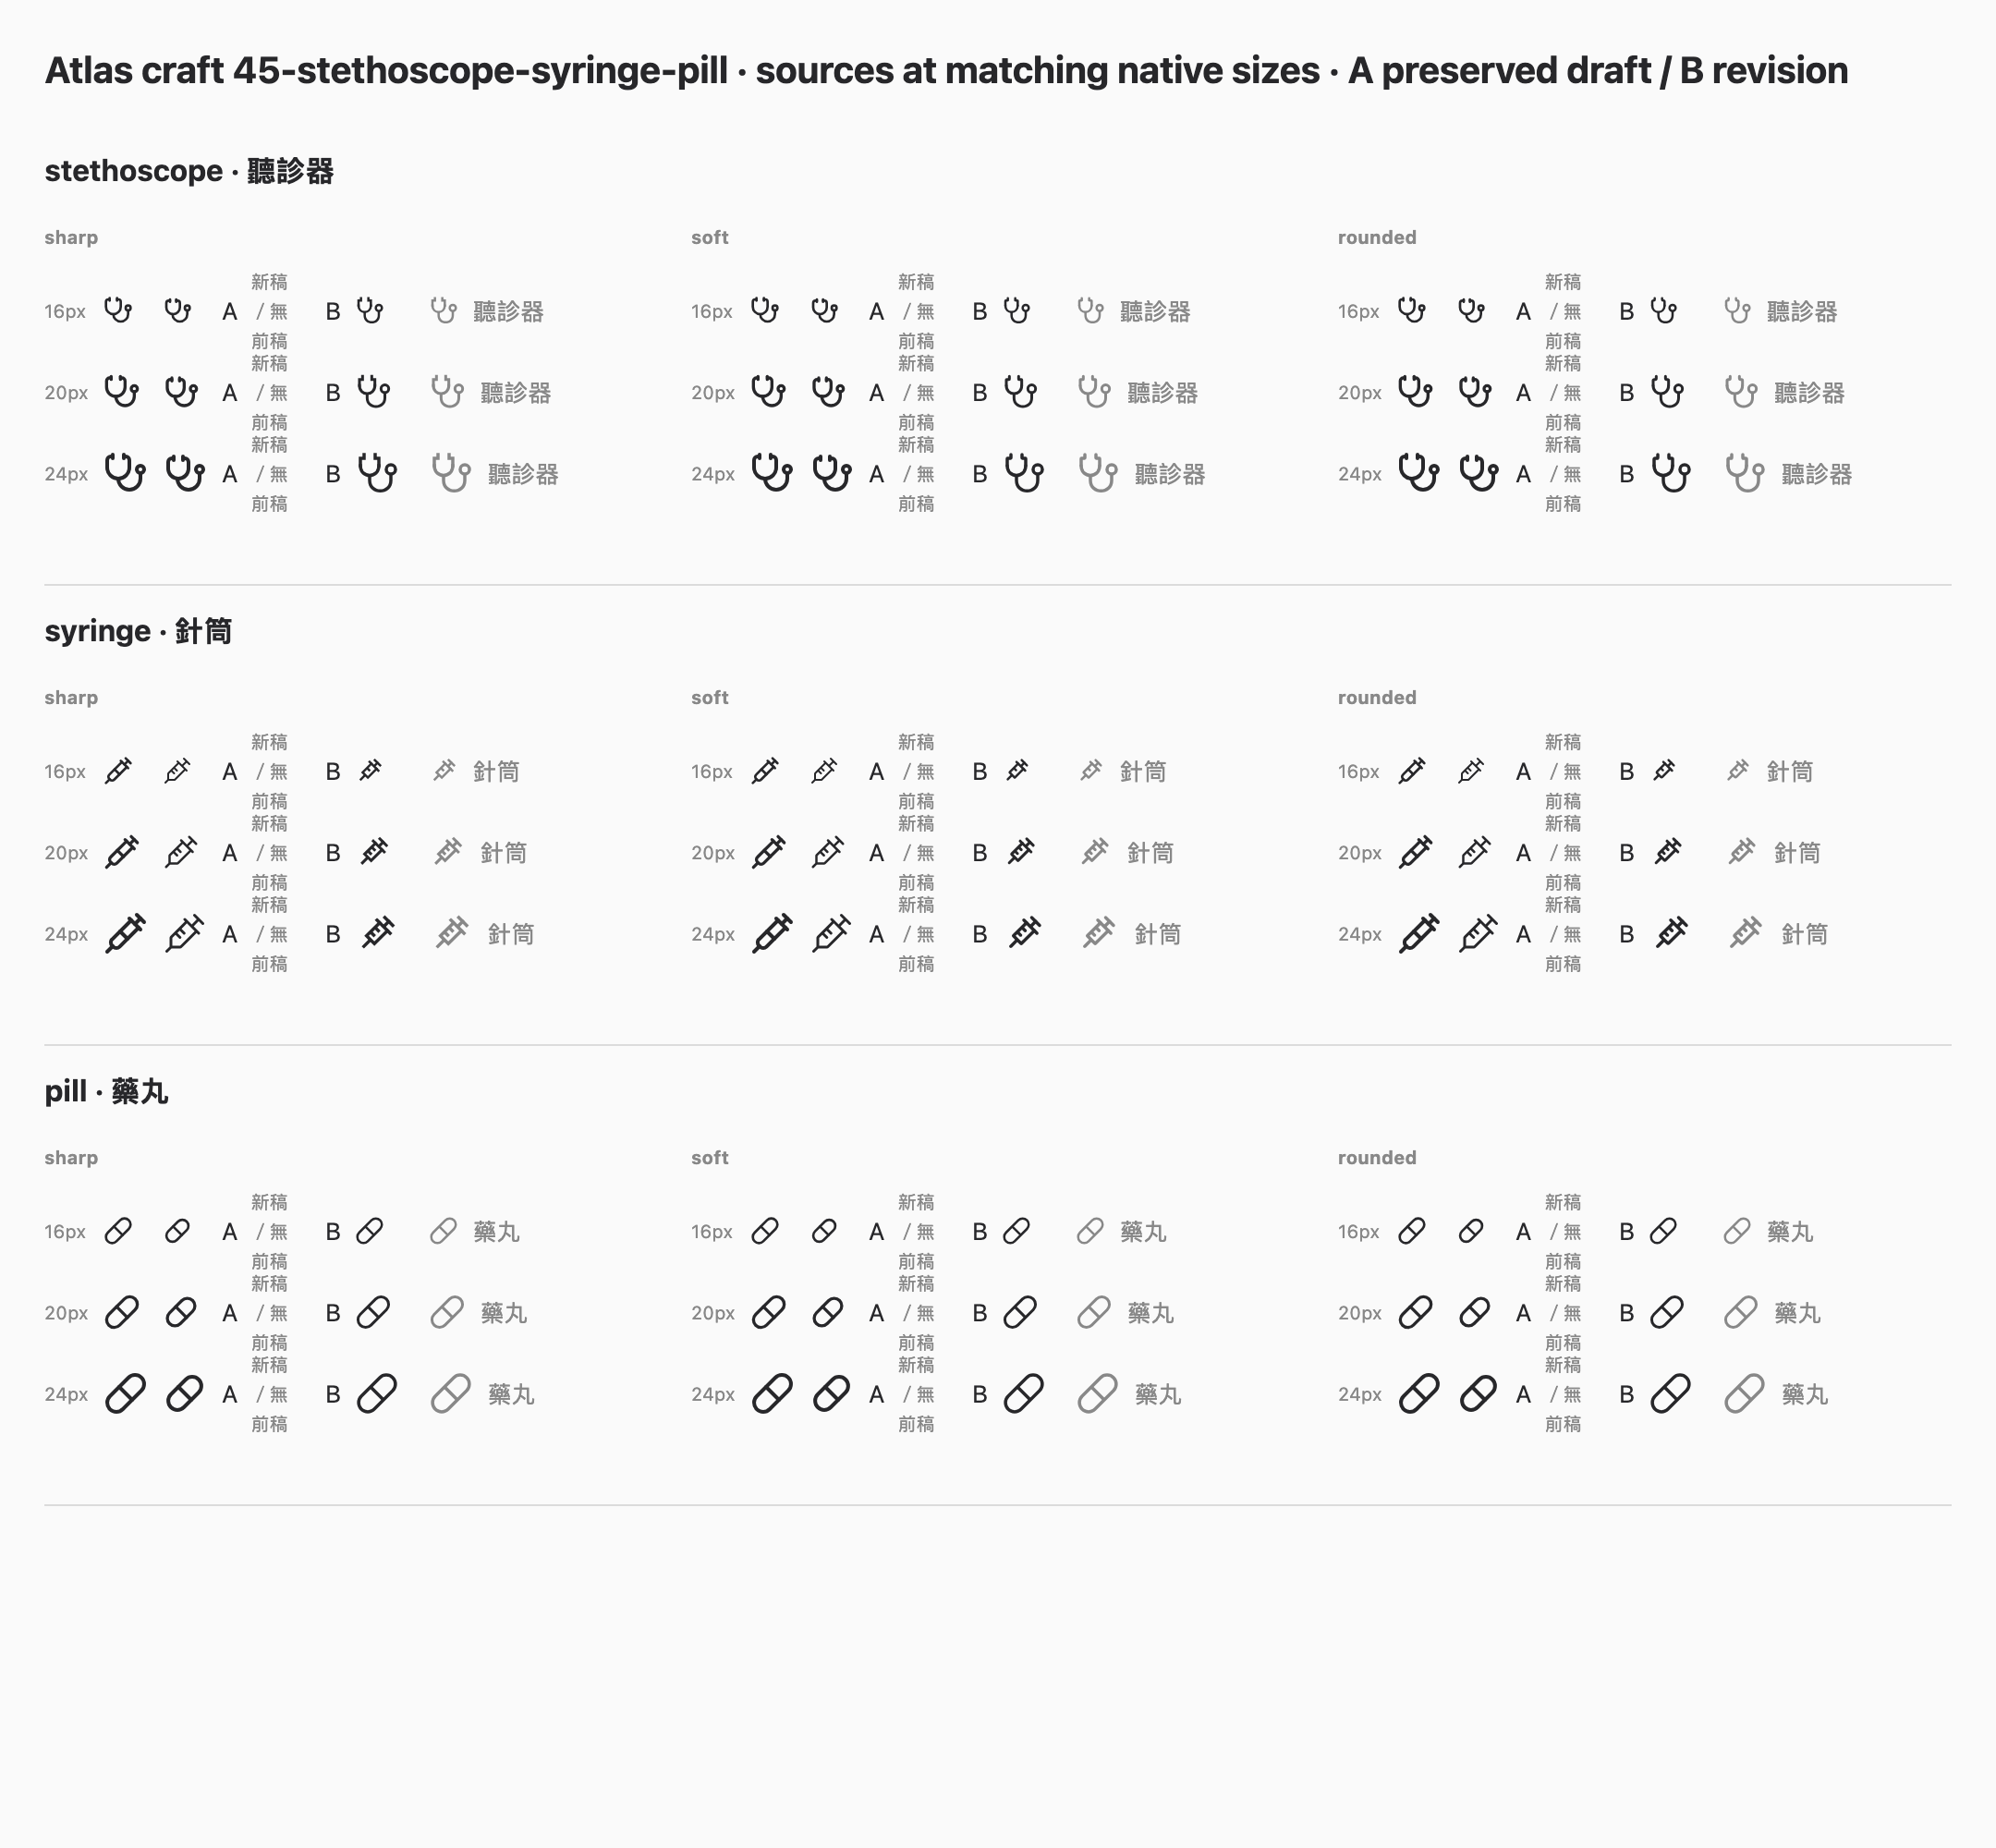 Atlas craft 45-stethoscope-syringe-pill · sources at matching native sizes · A preserved draft / B revision
stethoscope · 聽診器
sharp
16px A 新稿 / 無 前稿 B 聽診器
20px A 新稿 / 無 前稿 B 聽診器
24px A 新稿 / 無 前稿 B 聽診器
soft
16px A 新稿 / 無 前稿 B 聽診器
20px A 新稿 / 無 前稿 B 聽診器
24px A 新稿 / 無 前稿 B 聽診器
rounded
16px A 新稿 / 無 前稿 B 聽診器
20px A 新稿 / 無 前稿 B 聽診器
24px A 新稿 / 無 前稿 B 聽診器
syringe · 針筒
sharp
16px A 新稿 / 無 前稿 B 針筒
20px A 新稿 / 無 前稿 B 針筒
24px A 新稿 / 無 前稿 B 針筒
soft
16px A 新稿 / 無 前稿 B 針筒
20px A 新稿 / 無 前稿 B 針筒
24px A 新稿 / 無 前稿 B 針筒
rounded
16px A 新稿 / 無 前稿 B 針筒
20px A 新稿 / 無 前稿 B 針筒
24px A 新稿 / 無 前稿 B 針筒
pill · 藥丸
sharp
16px A 新稿 / 無 前稿 B 藥丸
20px A 新稿 / 無 前稿 B 藥丸
24px A 新稿 / 無 前稿 B 藥丸
soft
16px A 新稿 / 無 前稿 B 藥丸
20px A 新稿 / 無 前稿 B 藥丸
24px A 新稿 / 無 前稿 B 藥丸
rounded
16px A 新稿 / 無 前稿 B 藥丸
20px A 新稿 / 無 前稿 B 藥丸
24px A 新稿 / 無 前稿 B 藥丸